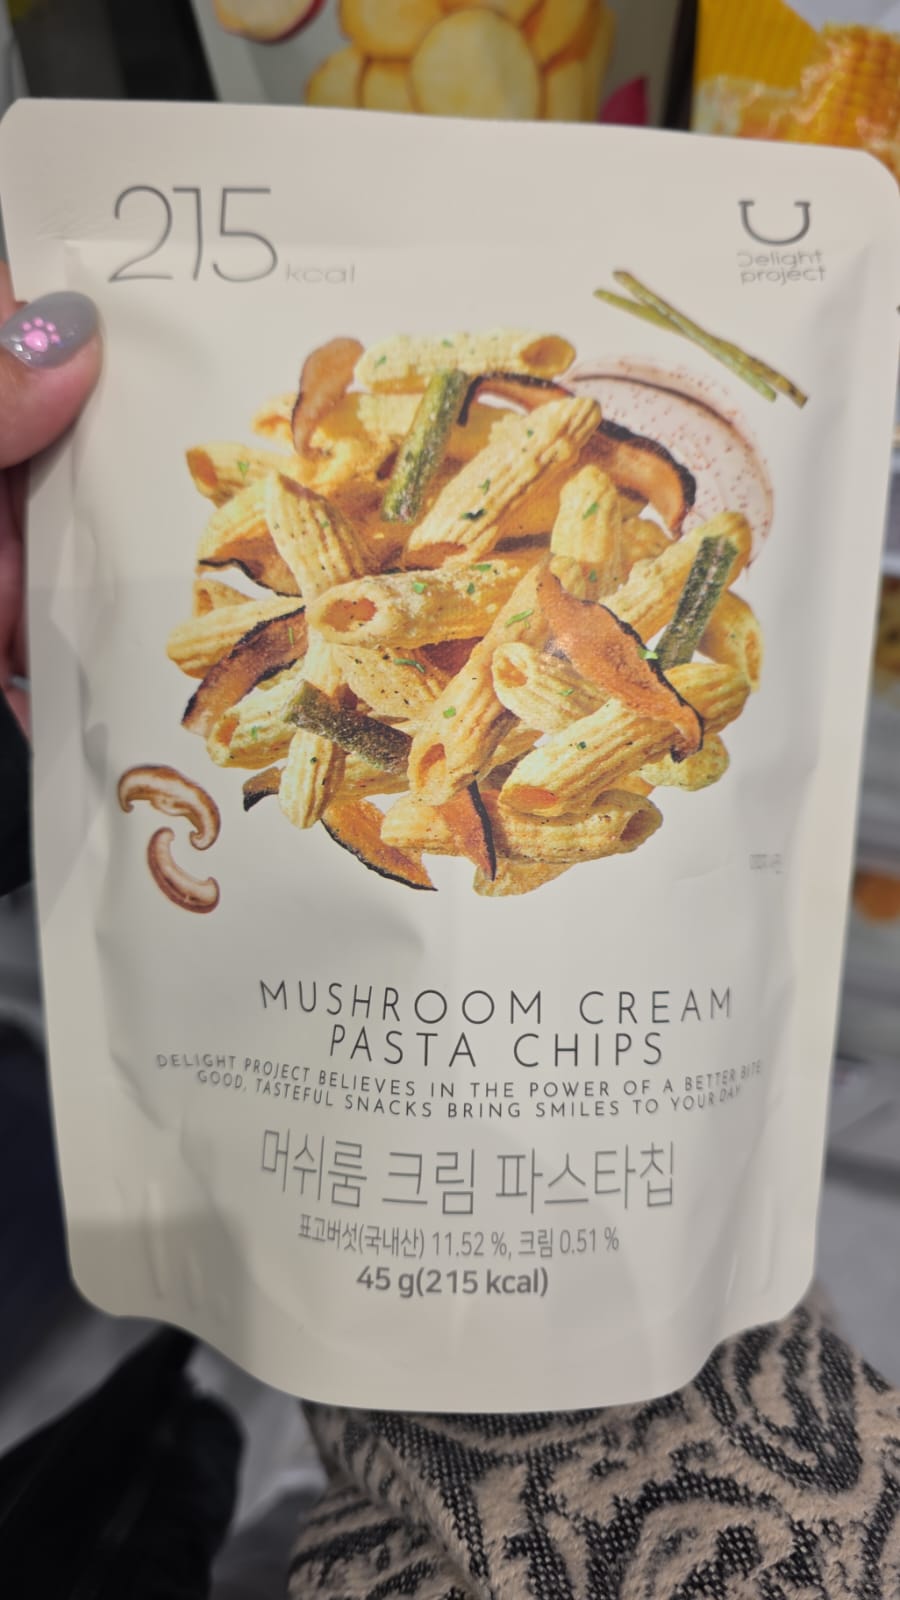 215 kcal
Delight
project
MUSHROOM CREAM
PASTA CHIPS
DELIGHT PROJECT BELIEVES IN THE POWER OF A BETTER BITE
GOOD, TASTEFUL SNACKS BRING SMILES TO YOUR DAY
머쉬룸 크림 파스타칩
표고버섯(국내산) 11.52 %, 크림 0.51 %
45 g(215 kcal)